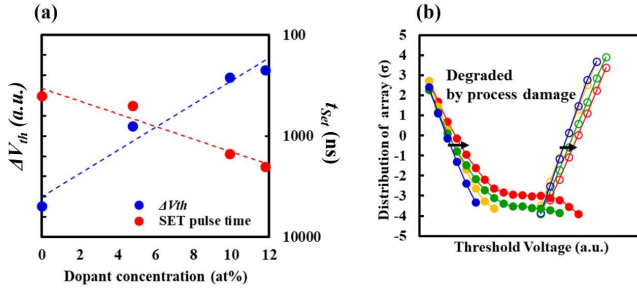 (a)
(b)
ΔVth (a.u.)
100
1000
10000
tSet (ns)
ΔVth
SET pulse time
0 2 4 6 8 10 12
Dopant concentration (at%)
Distribution of array (σ)
5
4
3
2
1
0
-1
-2
-3
-4
-5
Degraded
by process damage
Threshold Voltage (a.u.)